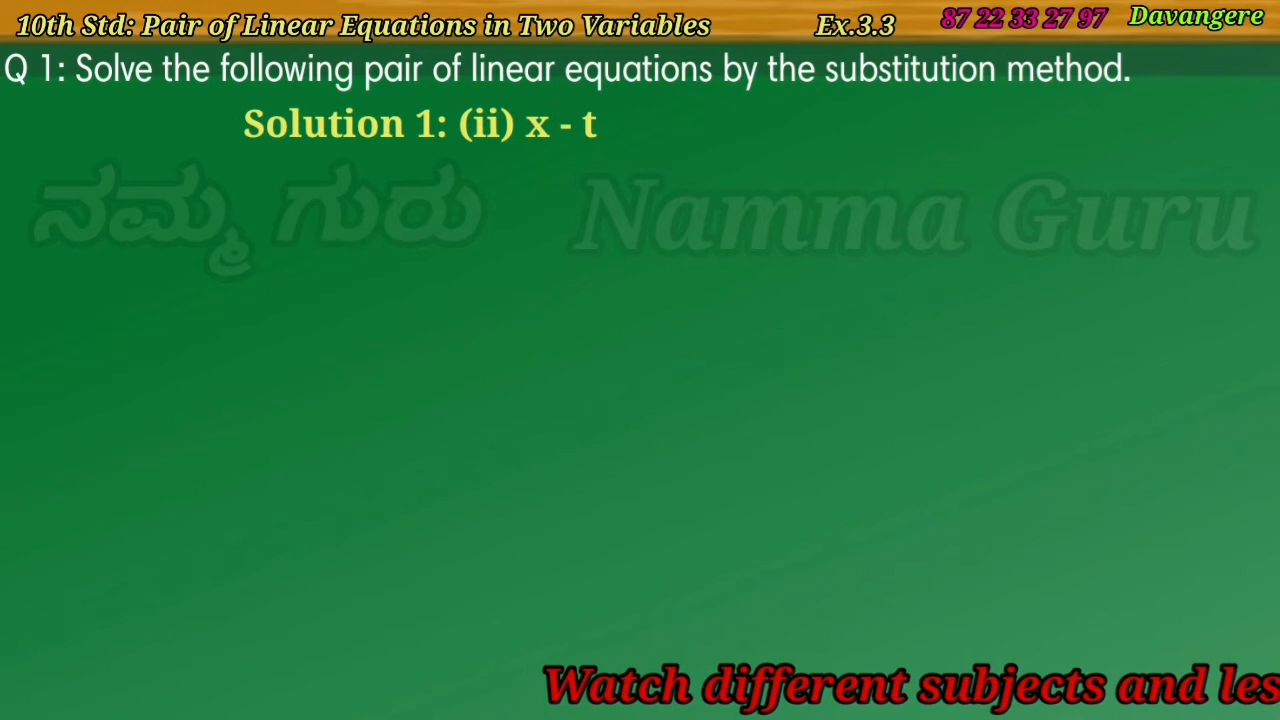 10th Std: Pair of Linear Equations in Two Variables Ex.3.3 87 22 33 27 97 Davangere
Q 1: Solve the following pair of linear equations by the substitution method.
Solution 1: (ii) x - t
ನಮ್ಮ ಗುರು Namma Guru
Watch different subjects and les